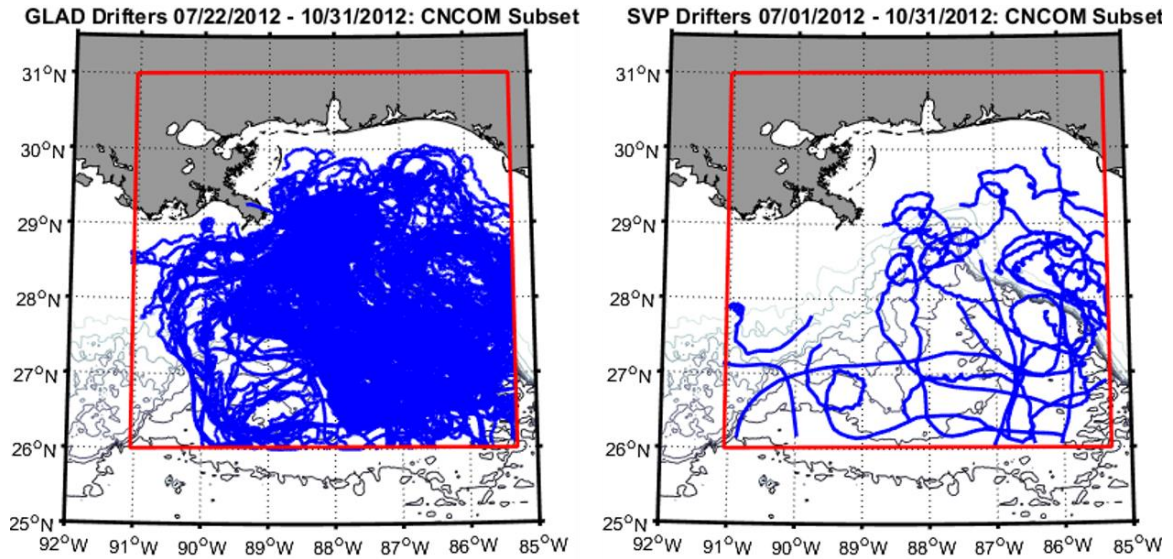 GLAD Drifters 07/22/2012 - 10/31/2012: CNCOM Subset
31°N
30°N
29°N
28°N
27°N
26°N
25°N
92°W 91°W 90°W 89°W 88°W 87°W 86°W 85°W
SVP Drifters 07/01/2012 - 10/31/2012: CNCOM Subset
31°N
30°N
29°N
28°N
27°N
26°N
25°N
92°W 91°W 90°W 89°W 88°W 87°W 86°W 85°W